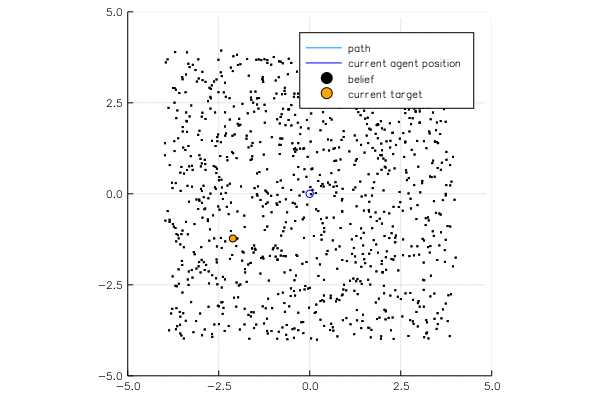 5.0
path
current agent position
belief
current target
2.5
0.0
−2.5
−5.0
−5.0 −2.5 0.0 2.5 5.0